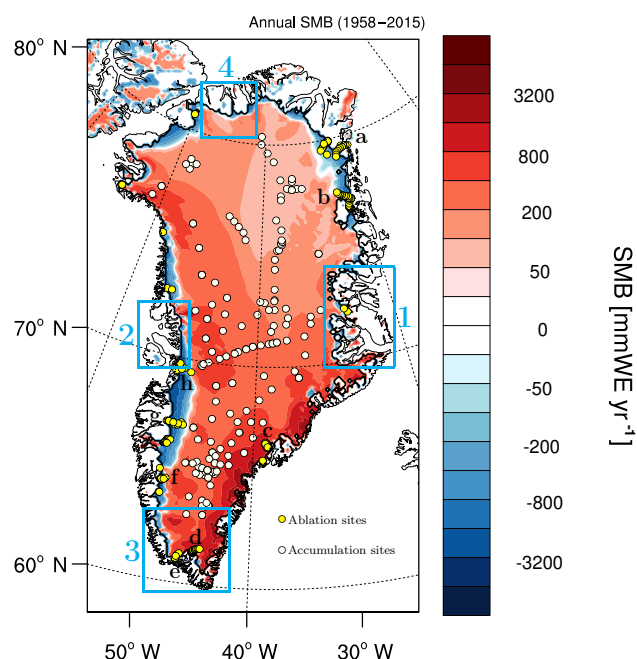 Annual SMB (1958−2015)
80° N
70° N
60° N
50° W
40° W
30° W
4
a
b
1
2
h
g
c
f
3
d
e
Ablation sites
Accumulation sites
3200
800
200
50
0
-50
-200
-800
-3200
SMB [mmWE yr⁻¹]